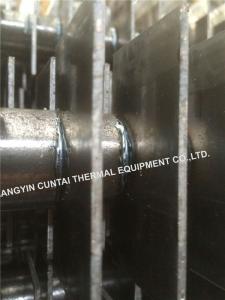 ANGYIN CUNTAI THERMAL EQUIPMENT CO.,LTD.